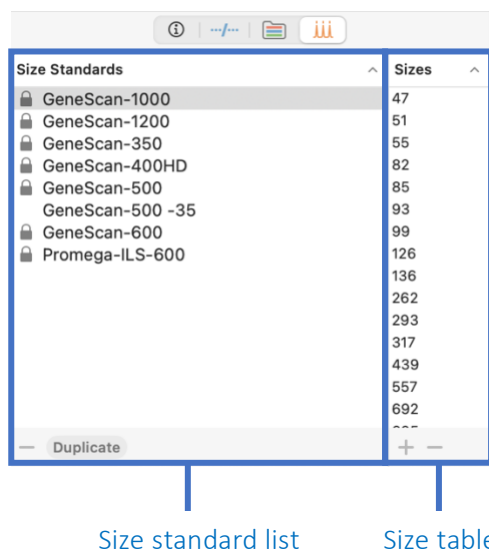 Size Standards
GeneScan-1000
GeneScan-1200
GeneScan-350
GeneScan-400HD
GeneScan-500
GeneScan-500 -35
GeneScan-600
Promega-ILS-600
Duplicate
Sizes
47
51
55
82
85
93
99
126
136
262
293
317
439
557
692
Size standard list
Size table